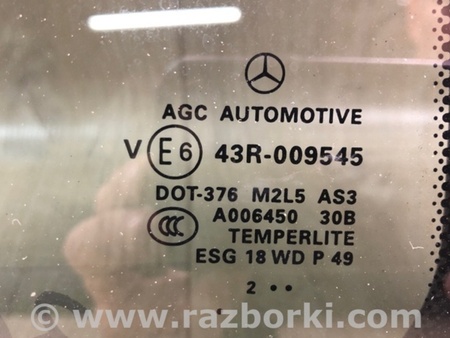 AGC AUTOMOTIVE
V E6 43R-009545
DOT-376 M2L5 AS3
CCC A006450 30B
TEMPERLITE
ESG 18 WD P 49
2 ••
www.razborki.com